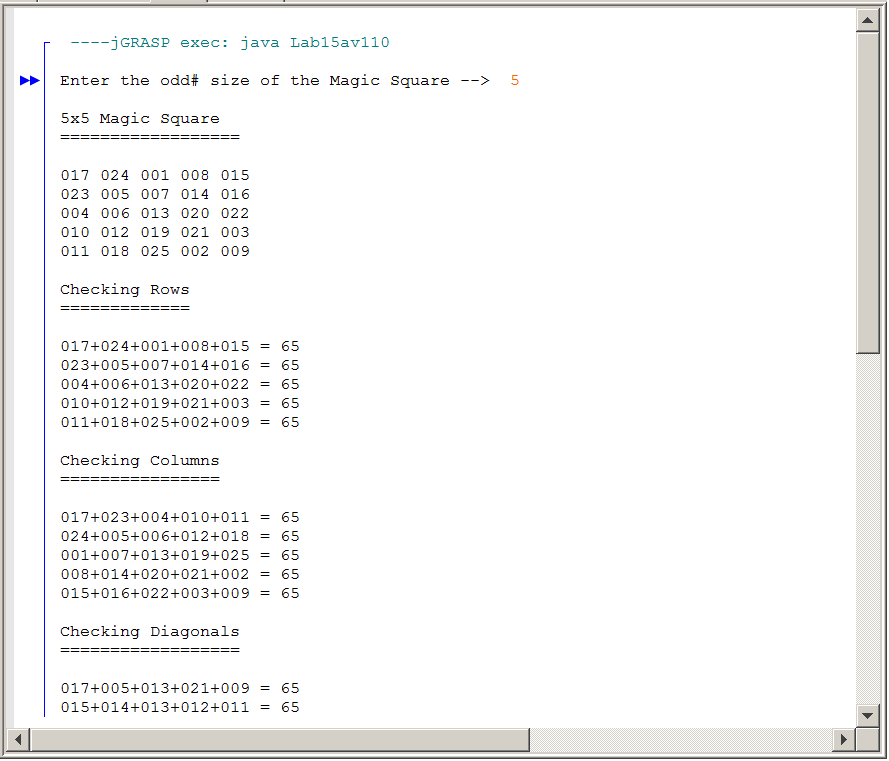 ----jGRASP exec: java Lab15av110
Enter the odd# size of the Magic Square -->  5
5x5 Magic Square
==================
017 024 001 008 015
023 005 007 014 016
004 006 013 020 022
010 012 019 021 003
011 018 025 002 009
Checking Rows
=============
017+024+001+008+015 = 65
023+005+007+014+016 = 65
004+006+013+020+022 = 65
010+012+019+021+003 = 65
011+018+025+002+009 = 65
Checking Columns
================
017+023+004+010+011 = 65
024+005+006+012+018 = 65
001+007+013+019+025 = 65
008+014+020+021+002 = 65
015+016+022+003+009 = 65
Checking Diagonals
==================
017+005+013+021+009 = 65
015+014+013+012+011 = 65